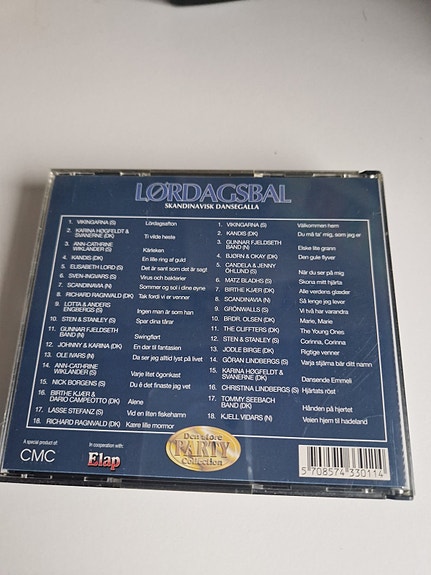 LØRDAGSBAL
SKANDINAVISK DANSEGALLA
1. VIKINGARNA (S) Lördagsafton
2. KARINA HØGFELDT &
SVANERNE (DK) Ti vilde heste
3. ANN-CATHRINE
WIKLANDER (S) Kärleken
4. KANDIS (DK) En lille ring af guld
5. ELISABETH LORD (S) Det är sant som det är sagt
6. SVEN-INGVARS (S) Virus och bakterier
7. SCANDINAVIA (N) Sommer og sol i dine øyne
8. RICHARD RAGNVALD (DK) Tak fordi vi er venner
9. LOTTA & ANDERS
ENGBERGS (S) Ingen man är som han
10. STEN & STANLEY (S) Spar dina tårar
11. GUNNAR FJELDSETH
BAND (N) Swingført
12. JOHNNY & KARINA (DK) En dør til fantasien
13. OLE IVARS (N) Da ser jeg alltid lyst på livet
14. ANN-CATHRINE
WIKLANDER (S) Varje litet ögonkast
15. NICK BORGENS (S) Du é det finaste jag vet
16. BIRTHE KJÆR &
DARIO CAMPEOTTO (DK) Alene
17. LASSE STEFANZ (S) Vid en liten fiskehamn
18. RICHARD RAGNVALD (DK) Kære lille mormor
1. VIKINGARNA (S) Välkommen hem
2. KANDIS (DK) Du må ta' mig, som jeg er
3. GUNNAR FJELDSETH
BAND (N) Elske lite grann
4. BJØRN & OKAY (DK) Den gule flyver
5. CANDELA & JENNY
ÖHLUND (S) När du ser på mig
6. MATZ BLADHS (S) Skona mitt hjärta
7. BIRTHE KJÆR (DK) Alle verdens glæder
8. SCANDINAVIA (N) Så lenge jeg lever
9. GRÖNWALLS (S) Vi två har varandra
10. BRDR. OLSEN (DK) Marie, Marie
11. THE CLIFFTERS (DK) The Young Ones
12. STEN & STANLEY (S) Corinna, Corinna
13. JODLE BIRGE (DK) Rigtige venner
14. GÖRAN LINDBERGS (S) Varja stjärna bär ditt namn
15. KARINA HØGFELDT &
SVANERNE (DK) Dansende Emmeli
16. CHRISTINA LINDBERGS (S) Hjärtats röst
17. TOMMY SEEBACH
BAND (DK) Hånden på hjertet
18. KJELL VIDARS (N) Veien hjem til hadeland
A special product of:
CMC
In cooperation with:
Elap
Den store
PARTY
Collection
5 708574 330114